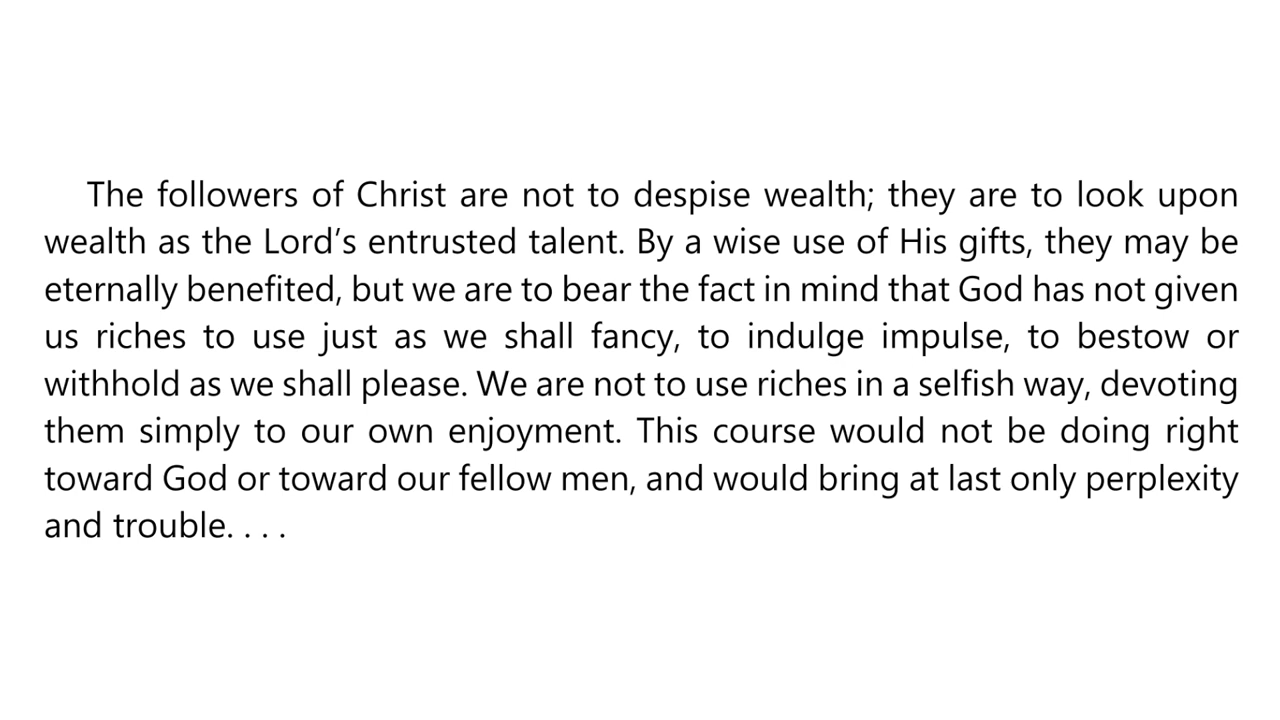 The followers of Christ are not to despise wealth; they are to look upon
wealth as the Lord’s entrusted talent. By a wise use of His gifts, they may be
eternally benefited, but we are to bear the fact in mind that God has not given
us riches to use just as we shall fancy, to indulge impulse, to bestow or
withhold as we shall please. We are not to use riches in a selfish way, devoting
them simply to our own enjoyment. This course would not be doing right
toward God or toward our fellow men, and would bring at last only perplexity
and trouble. . . .